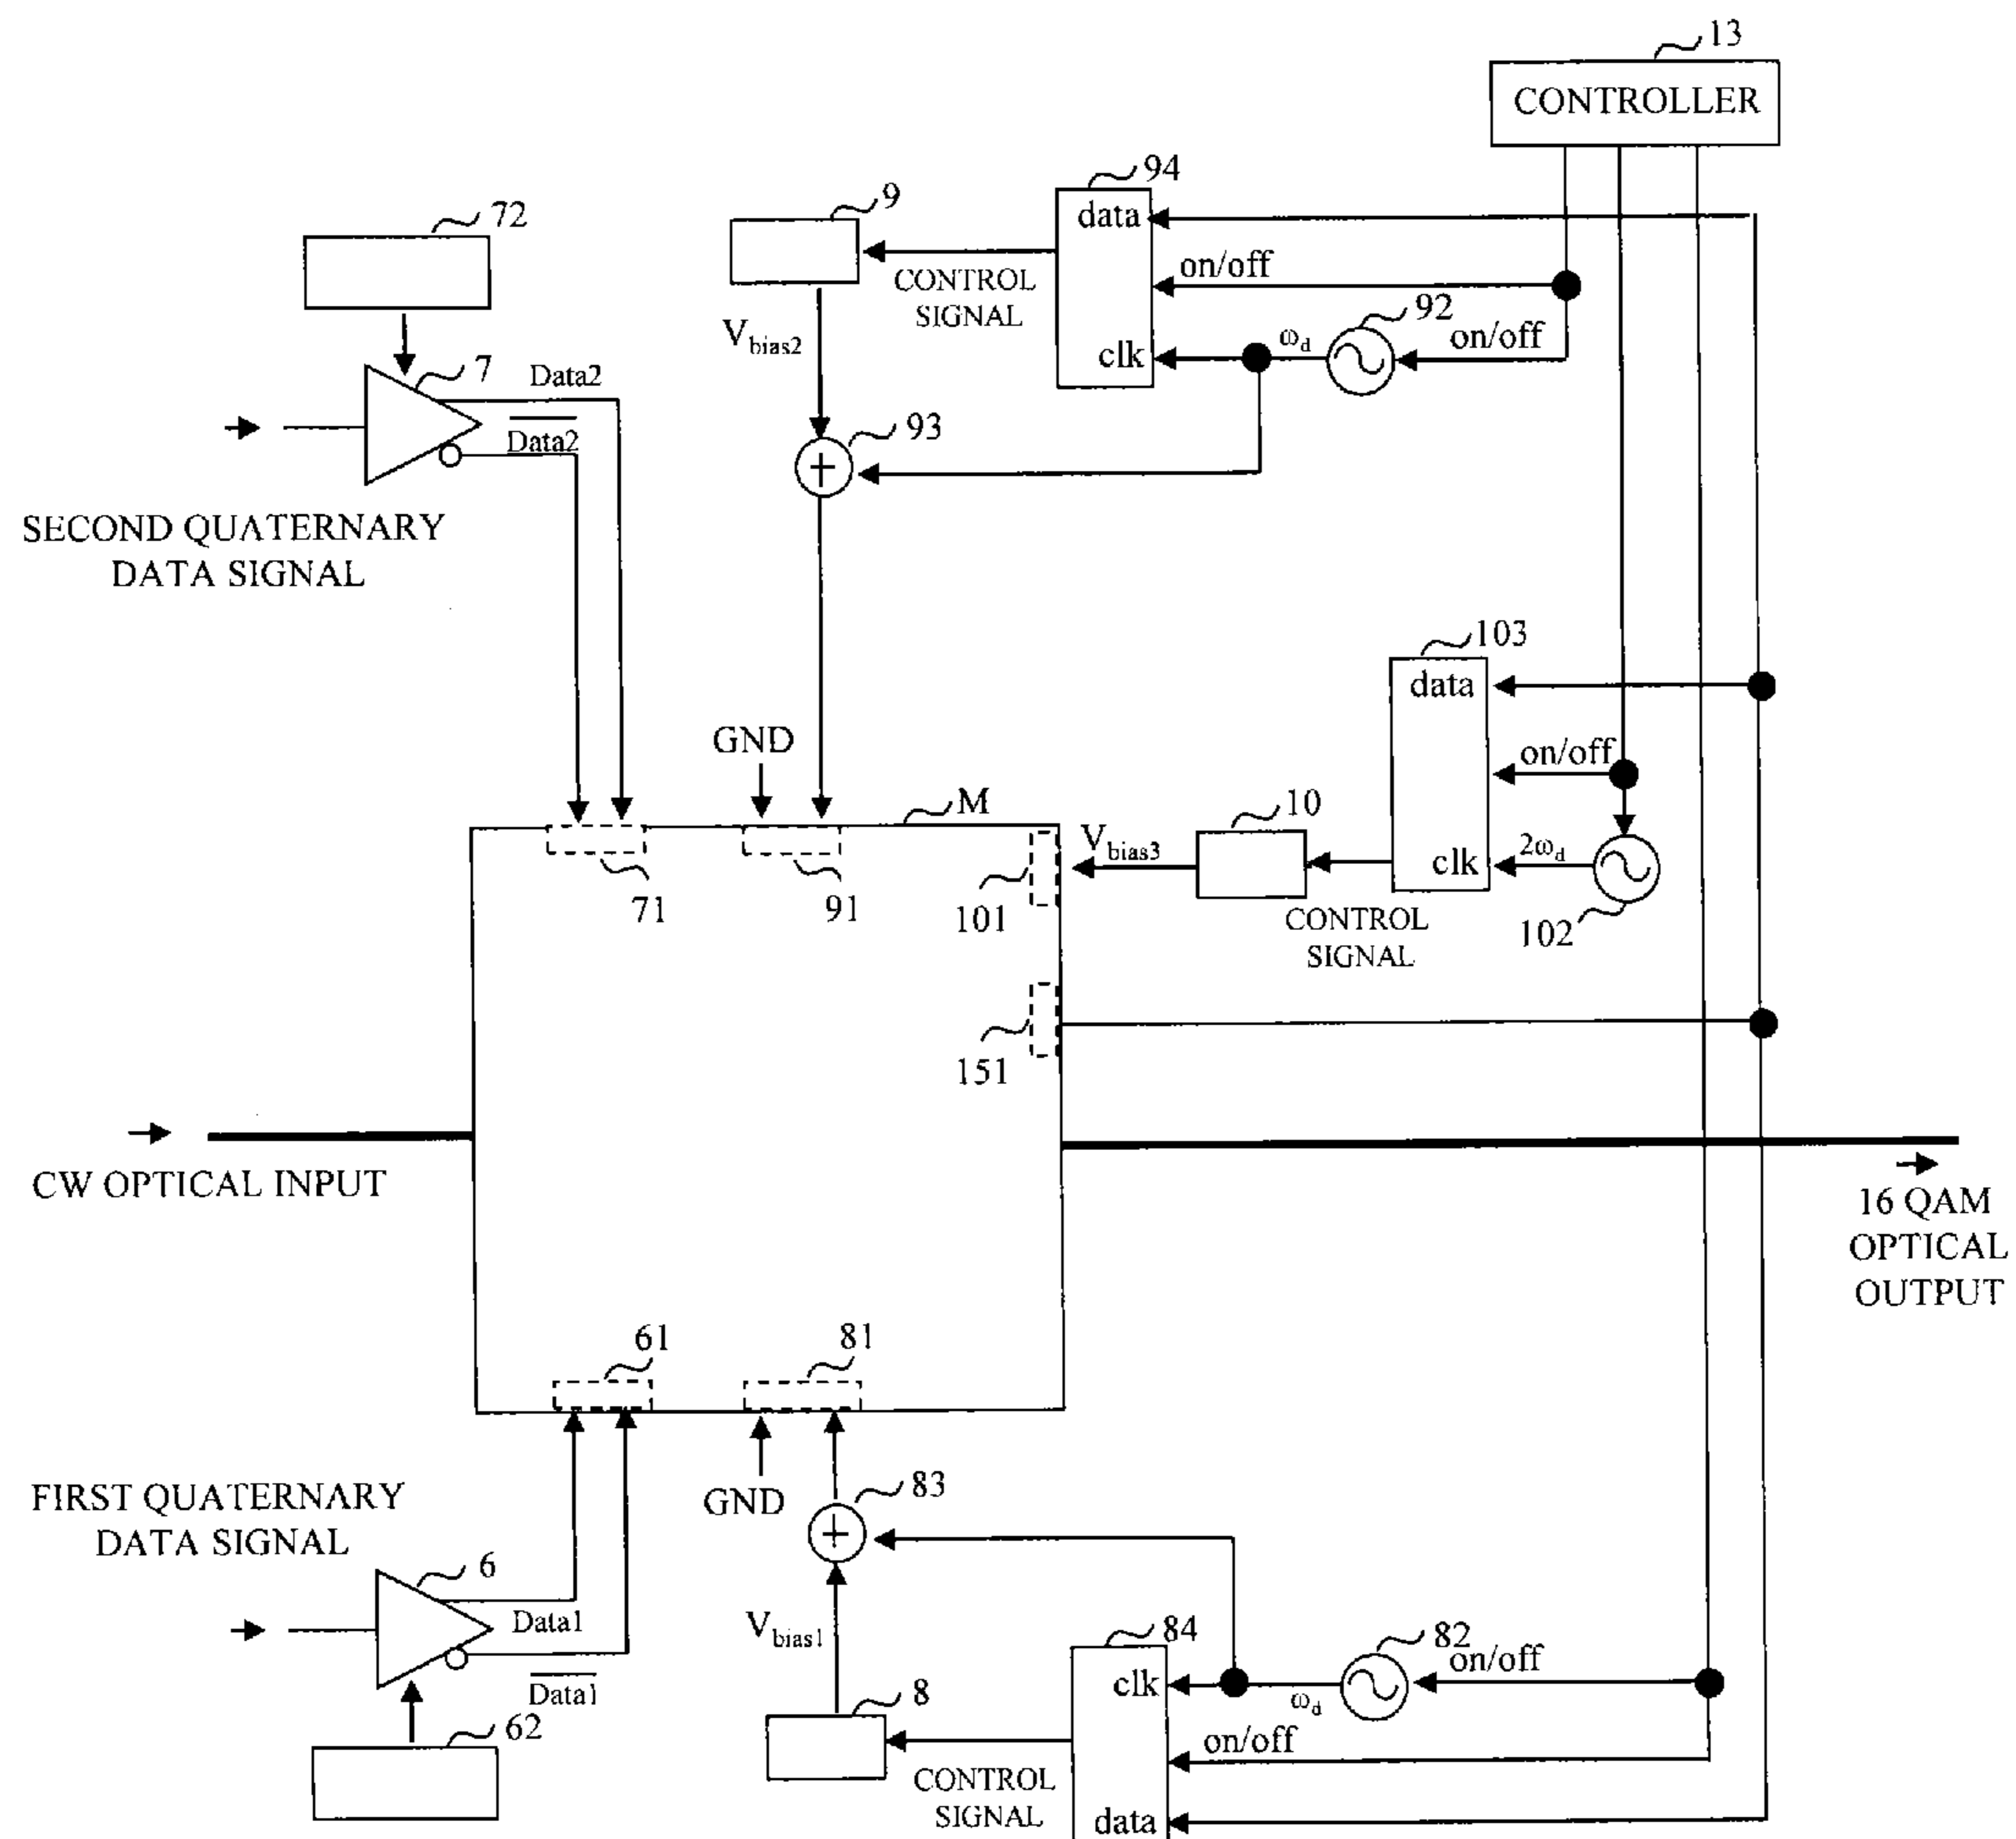 13
CONTROLLER
94
data
9
72
on/off
CONTROL
SIGNAL
92
V bias2
ωd
on/off
clk
7
Data2
Data2
93
SECOND QUATERNARY
DATA SIGNAL
103
data
GND
on/off
M
10
V bias3
2ωd
clk
71
91
101
CONTROL
SIGNAL
102
151
CW OPTICAL INPUT
16 QAM
OPTICAL
OUTPUT
61
81
FIRST QUATERNARY
DATA SIGNAL
GND
83
6
Data1
V bias1
84
82
on/off
clk
Data1
ωd
8
62
on/off
CONTROL
SIGNAL
data